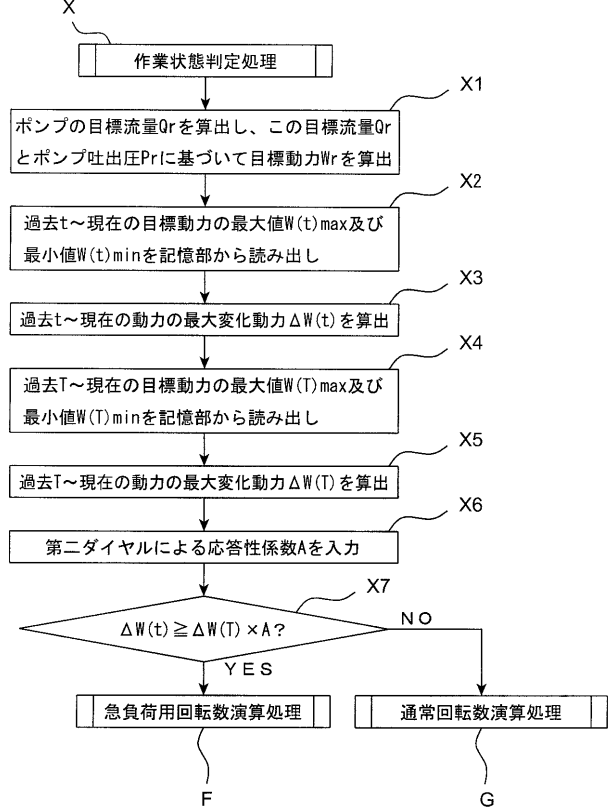 X
作業状態判定処理
X1
ポンプの目標流量Qrを算出し、この目標流量Qr
とポンプ吐出圧Prに基づいて目標動力Wrを算出
X2
過去t～現在の目標動力の最大値W(t)max及び
最小値W(t)minを記憶部から読み出し
X3
過去t～現在の動力の最大変化動力ΔW(t)を算出
X4
過去T～現在の目標動力の最大値W(T)max及び
最小値W(T)minを記憶部から読み出し
X5
過去T～現在の動力の最大変化動力ΔW(T)を算出
X6
第二ダイヤルによる応答性係数Aを入力
X7
ΔW(t)≧ΔW(T)×A?
NO
YES
急負荷用回転数演算処理
通常回転数演算処理
F
G